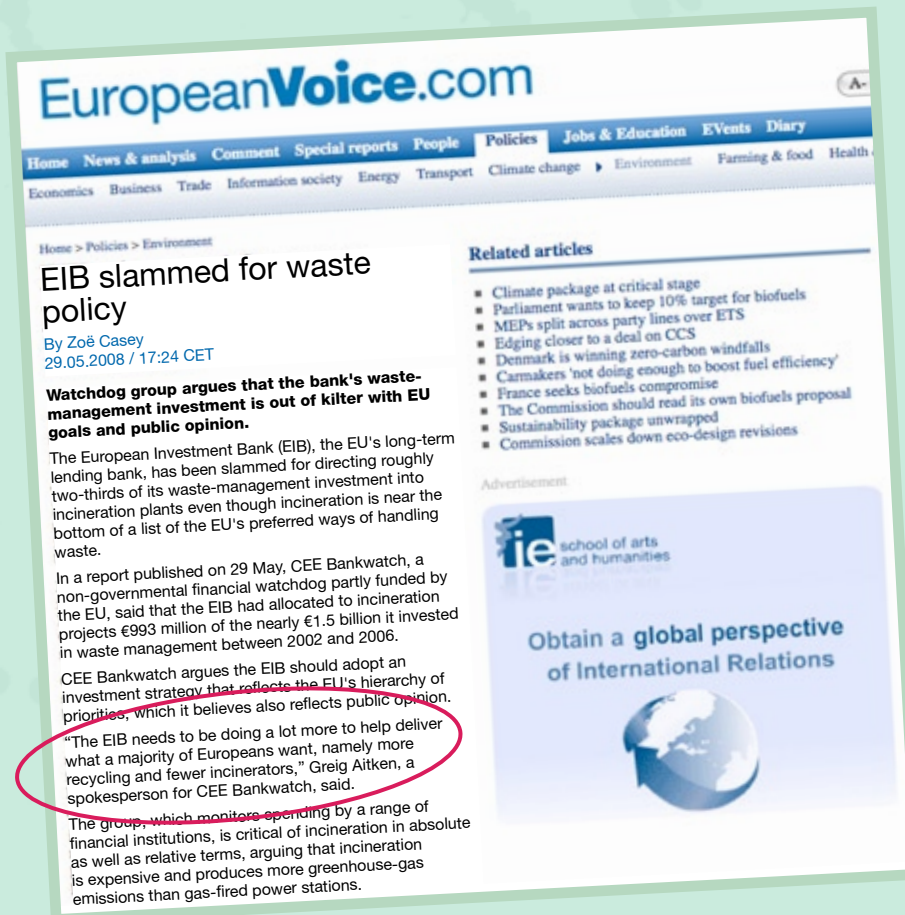 EuropeanVoice.com
A-
Home News & analysis Comment Special reports People Policies Jobs & Education EVents Diary
Economics Business Trade Information society Energy Transport Climate change Environment Farming & food Health
Home > Policies > Environment
EIB slammed for waste
policy
By Zoë Casey
29.05.2008 / 17:24 CET
Watchdog group argues that the bank's waste-
management investment is out of kilter with EU
goals and public opinion.
The European Investment Bank (EIB), the EU's long-term
lending bank, has been slammed for directing roughly
two-thirds of its waste-management investment into
incineration plants even though incineration is near the
bottom of a list of the EU's preferred ways of handling
waste.
In a report published on 29 May, CEE Bankwatch, a
non-governmental financial watchdog partly funded by
the EU, said that the EIB had allocated to incineration
projects €993 million of the nearly €1.5 billion it invested
in waste management between 2002 and 2006.
CEE Bankwatch argues the EIB should adopt an
investment strategy that reflects the EU's hierarchy of
priorities, which it believes also reflects public opinion.
“The EIB needs to be doing a lot more to help deliver
what a majority of Europeans want, namely more
recycling and fewer incinerators,” Greig Aitken, a
spokesperson for CEE Bankwatch, said.
The group, which monitors spending by a range of
financial institutions, is critical of incineration in absolute
as well as relative terms, arguing that incineration
is expensive and produces more greenhouse-gas
emissions than gas-fired power stations.
Related articles
Climate package at critical stage
Parliament wants to keep 10% target for biofuels
MEPs split across party lines over ETS
Edging closer to a deal on CCS
Denmark is winning zero-carbon windfalls
Carmakers 'not doing enough to boost fuel efficiency'
France seeks biofuels compromise
The Commission should read its own biofuels proposal
Sustainability package unwrapped
Commission scales down eco-design revisions
Advertisement
ie school of arts
and humanities
Obtain a global perspective
of International Relations